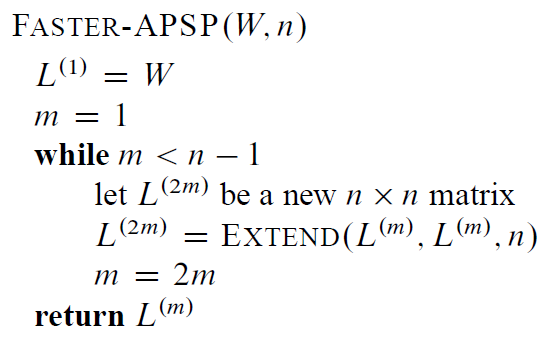 FASTER-APSP(W, n)
L^(1) = W
m = 1
while m < n − 1
let L^(2m) be a new n × n matrix
L^(2m) = EXTEND(L^(m), L^(m), n)
m = 2m
return L^(m)